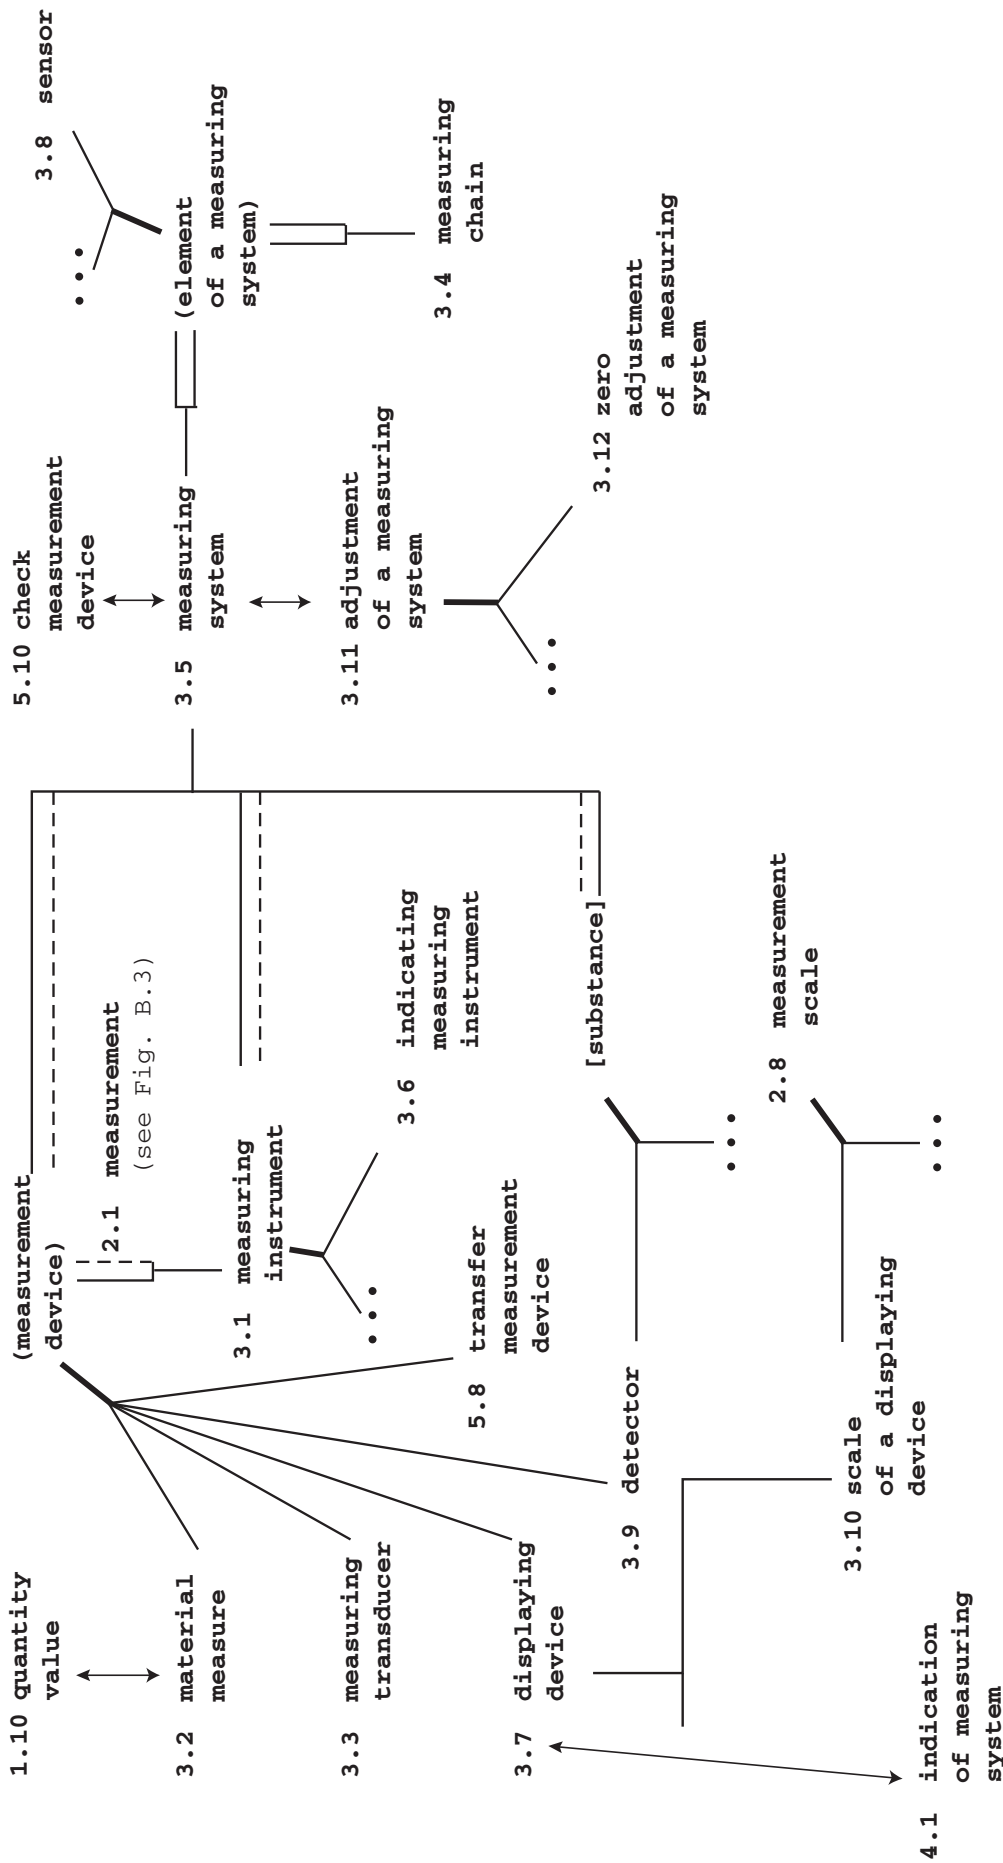 1.10 quantity
value
3.2 material
measure
3.3 measuring
transducer
3.7 displaying
device
4.1 indication
of measuring
system
(measurement
device)
2.1 measurement
(see Fig. B.3)
3.1 measuring
instrument
...
3.6 indicating
measuring
instrument
5.8 transfer
measurement
device
3.9 detector
3.10 scale
of a displaying
device
[substance]
...
2.8 measurement
scale
...
5.10 check
measurement
device
3.5 measuring
system
3.11 adjustment
of a measuring
system
...
3.12 zero
adjustment
of a measuring
system
3.8 sensor
...
(element
of a measuring
system)
3.4 measuring
chain